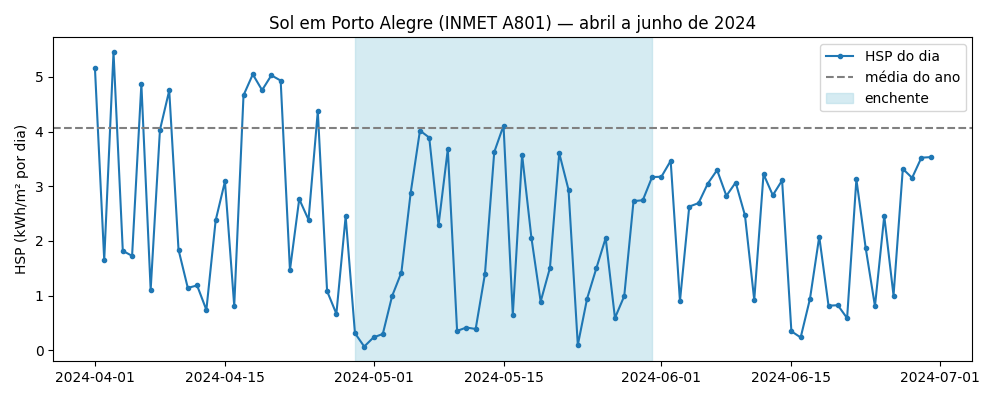 Sol em Porto Alegre (INMET A801) — abril a junho de 2024
HSP (kWh/m² por dia)
5
4
3
2
1
0
HSP do dia
média do ano
enchente
2024-04-01
2024-04-15
2024-05-01
2024-05-15
2024-06-01
2024-06-15
2024-07-01